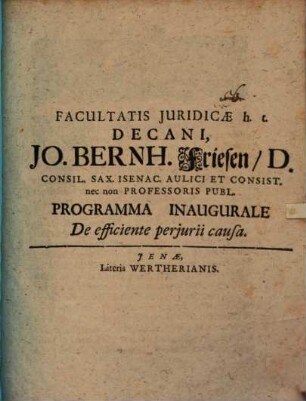 FACULTATIS JURIDICÆ h. t.
DECANI,
JO. BERNH. Friesen/ D.
CONSIL. SAX. ISENAC. AULICI ET CONSIST.
nec non PROFESSORIS PUBL.
PROGRAMMA INAUGURALE
De efficiente perjurii causa.
JENÆ,
Literis WERTHERIANIS.